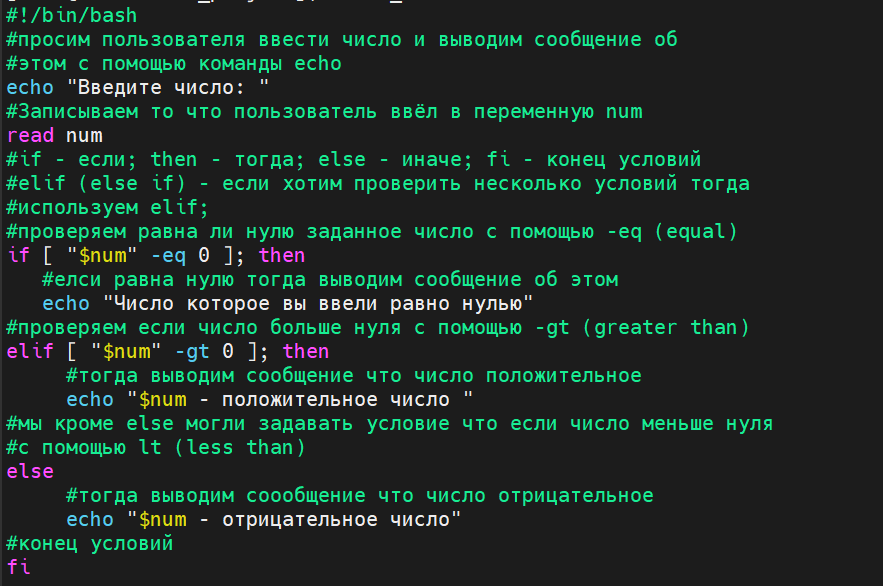 #!/bin/bash
#просим пользователя ввести число и выводим сообщение об
#этом с помощью команды echo
echo "Введите число: "
#Записываем то что пользователь ввёл в переменную num
read num
#if - если; then - тогда; else - иначе; fi - конец условий
#elif (else if) - если хотим проверить несколько условий тогда
#используем elif;
#проверяем равна ли нулю заданное число с помощью -eq (equal)
if [ "$num" -eq 0 ]; then
   #елси равна нулю тогда выводим сообщение об этом
   echo "Число которое вы ввели равно нулью"
#проверяем если число больше нуля с помощью -gt (greater than)
elif [ "$num" -gt 0 ]; then
     #тогда выводим сообщение что число положительное
     echo "$num - положительное число "
#мы кроме else могли задавать условие что если число меньше нуля
#с помощью lt (less than)
else
     #тогда выводим соообщение что число отрицательное
     echo "$num - отрицательное число"
#конец условий
fi